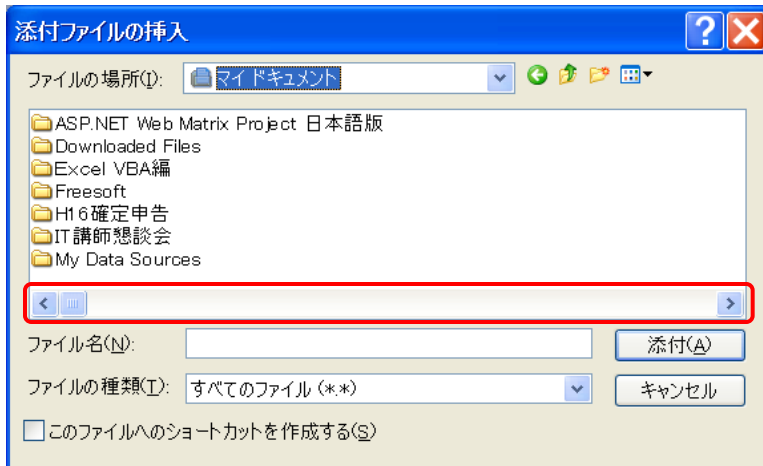 添付ファイルの挿入
ファイルの場所(I): マイ ドキュメント
ASP.NET Web Matrix Project 日本語版
Downloaded Files
Excel VBA編
Freesoft
H16確定申告
IT講師懇談会
My Data Sources
ファイル名(N): 添付(A)
ファイルの種類(T): すべてのファイル (*.*) キャンセル
このファイルへのショートカットを作成する(S)